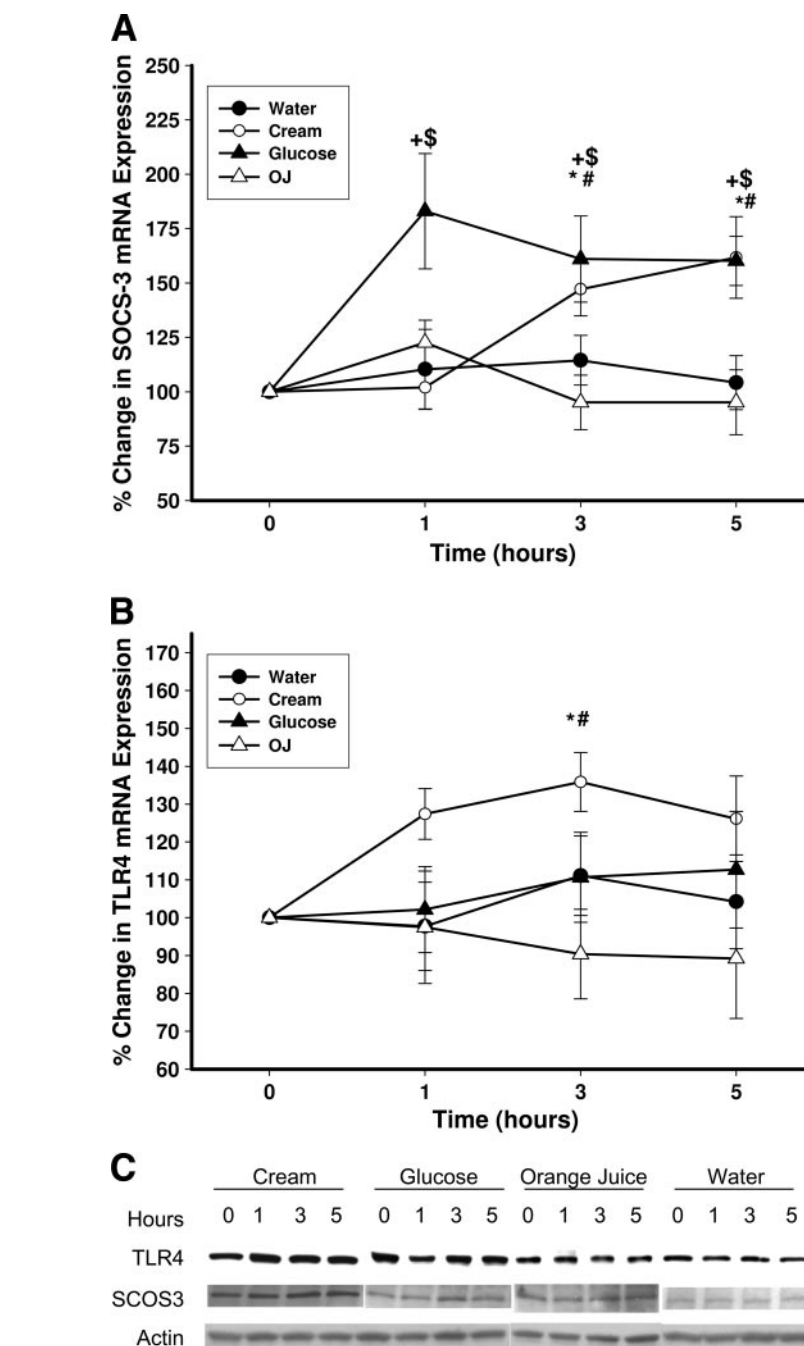 A
% Change in SOCS-3 mRNA Expression
250
225
200
175
150
125
100
75
50
Water
Cream
Glucose
OJ
+$
+$
*#
+$
*#
0 1 3 5
Time (hours)
B
% Change in TLR4 mRNA Expression
170
160
150
140
130
120
110
100
90
80
70
60
Water
Cream
Glucose
OJ
*#
0 1 3 5
Time (hours)
C
Cream Glucose Orange Juice Water
Hours 0 1 3 5 0 1 3 5 0 1 3 5 0 1 3 5
TLR4
SCOS3
Actin